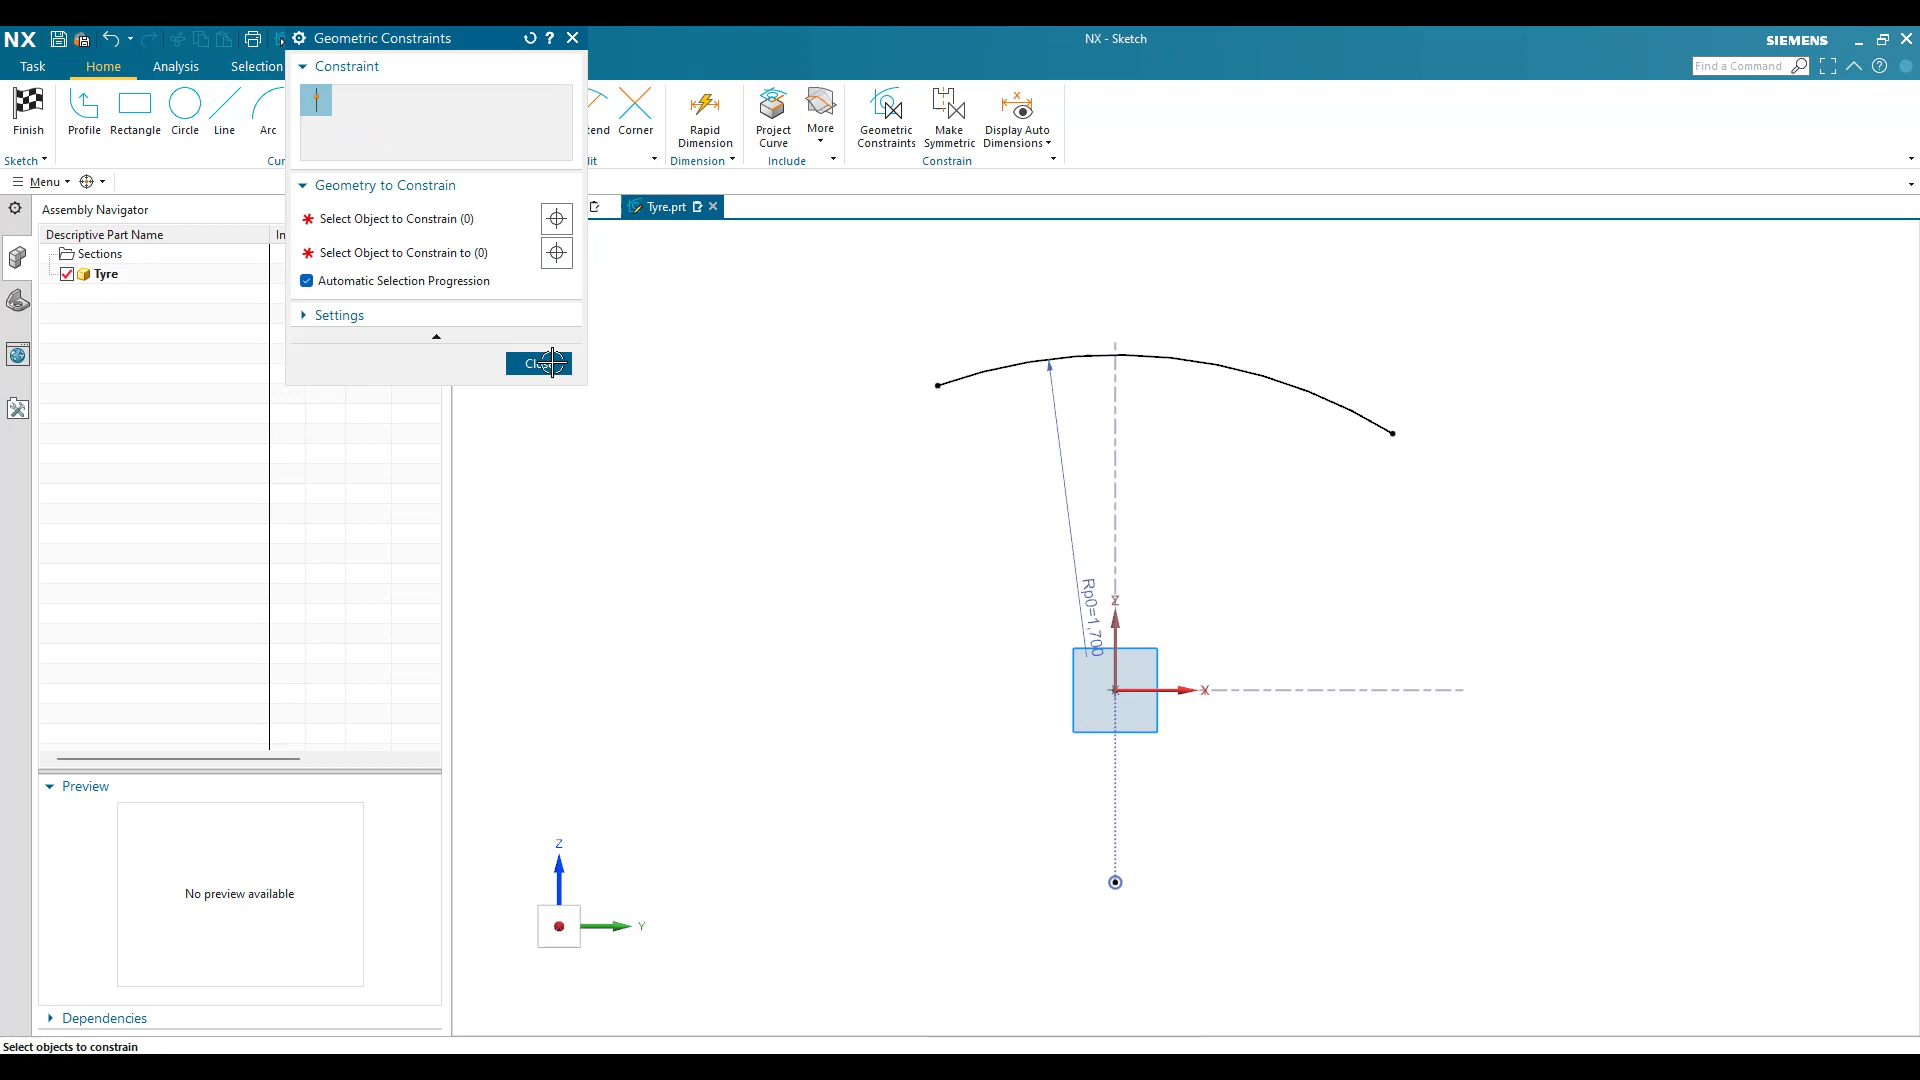 NX
Geometric Constraints
NX - Sketch
SIEMENS
Task
Home
Analysis
Selection
Constraint
Find a Command
Finish
Profile
Rectangle
Circle
Line
Arc
tend
Corner
Rapid
Dimension
Project
Curve
More
Geometric
Constraints
Make
Symmetric
Display Auto
Dimensions
Sketch
Cur
lit
Dimension
Include
Constrain
Menu
Geometry to Constrain
Assembly Navigator
Tyre.prt
Select Object to Constrain (0)
Descriptive Part Name
In
Select Object to Constrain to (0)
Sections
Tyre
Automatic Selection Progression
Settings
Clos
Rp0=1,700
Z
X
Preview
No preview available
Z
Y
Dependencies
Select objects to constrain